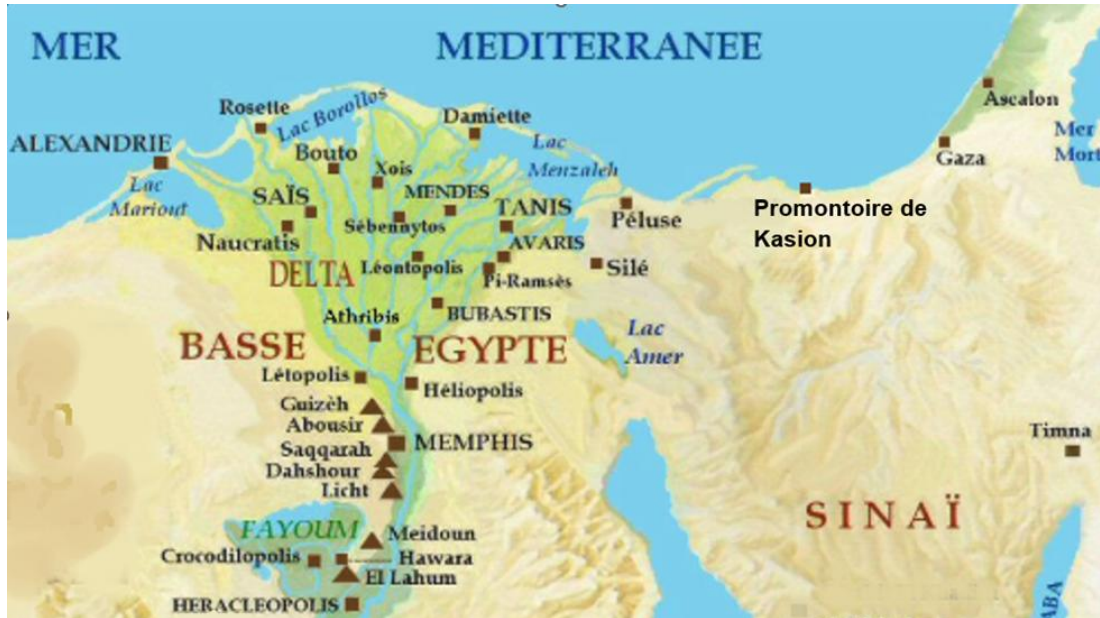 MER MEDITERRANEE
Rosette
Lac Borollos
Damiette
Ascalon
ALEXANDRIE
Lac
Menzaleh
Mer
Mort
Gaza
Bouto
Xois
Lac
Mariout
SAÏS
MENDES
TANIS
Péluse
Promontoire de
Kasion
Naucratis
Sébennytos
AVARIS
DELTA
Léontopolis
Pi-Ramsès
Silé
Athribis
BUBASTIS
BASSE EGYPTE
Lac
Amer
Létopolis
Héliopolis
Guizèh
Abousir
Saqqarah
MEMPHIS
Dahshour
Licht
Timna
SINAÏ
FAYOUM
Meidoun
Crocodilopolis
Hawara
El Lahum
HERACLEOPOLIS
ABA